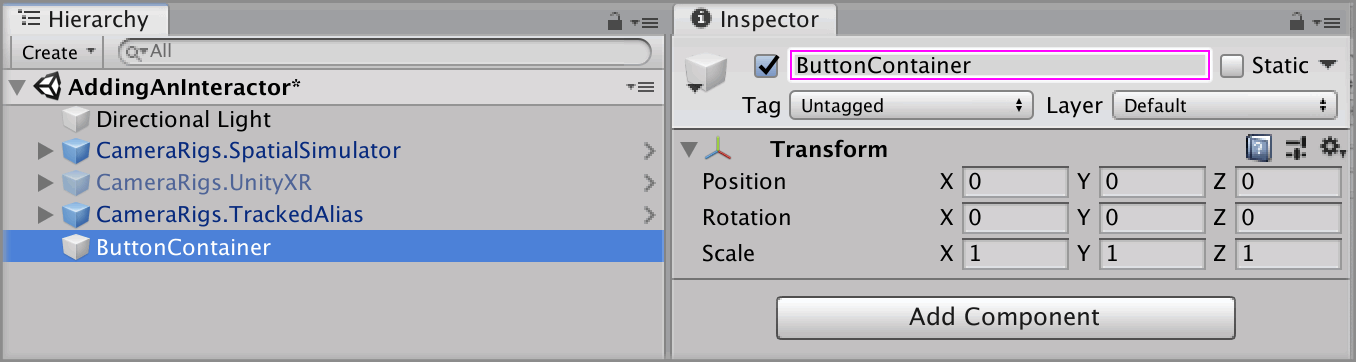 Hierarchy
Create
All
AddingAnInteractor*
Directional Light
CameraRigs.SpatialSimulator
CameraRigs.UnityXR
CameraRigs.TrackedAlias
ButtonContainer
Inspector
ButtonContainer Static
Tag Untagged Layer Default
Transform
Position X 0 Y 0 Z 0
Rotation X 0 Y 0 Z 0
Scale X 1 Y 1 Z 1
Add Component